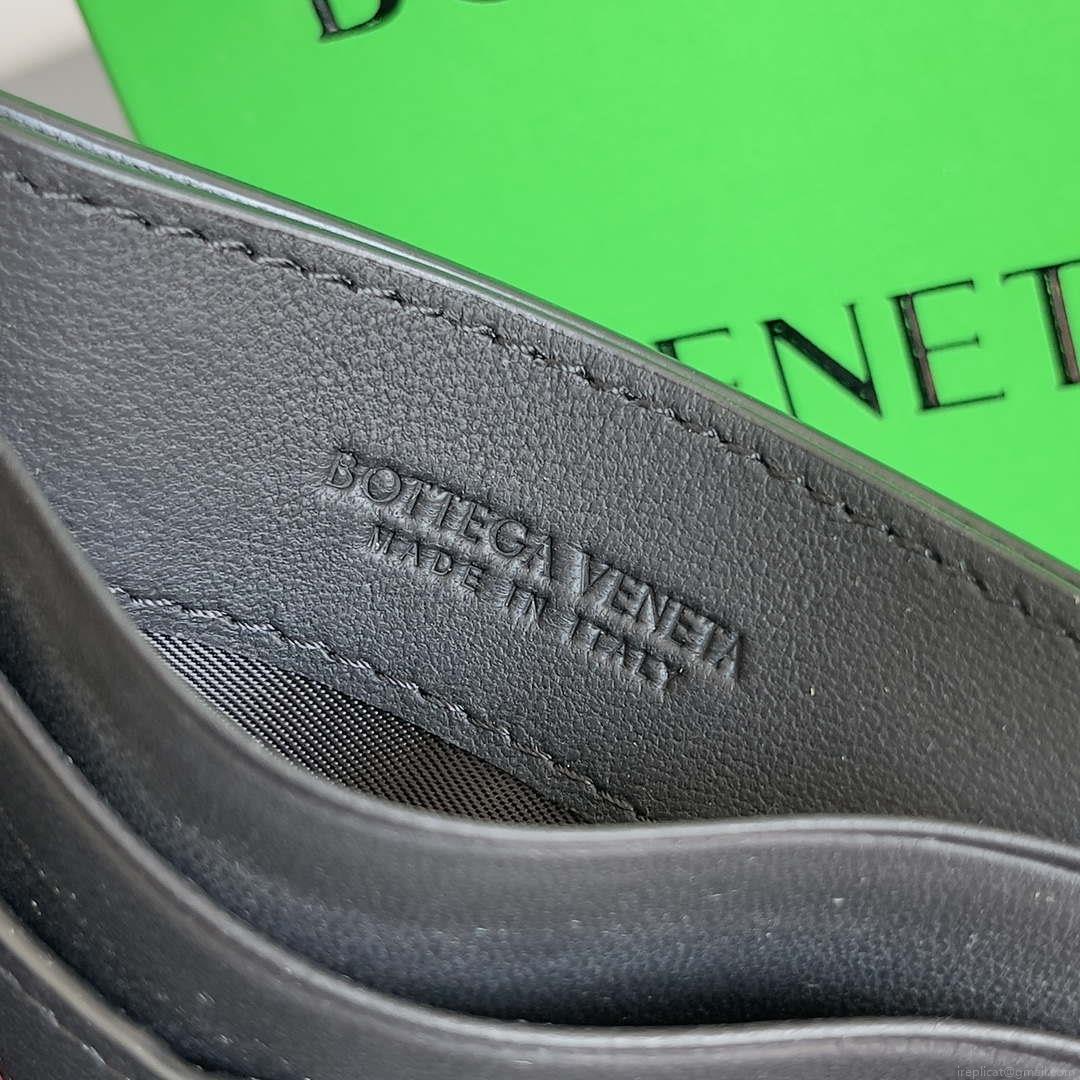 BOTTEGA VENETA
MADE IN ITALY
ENET
ireplicat@gmail.com